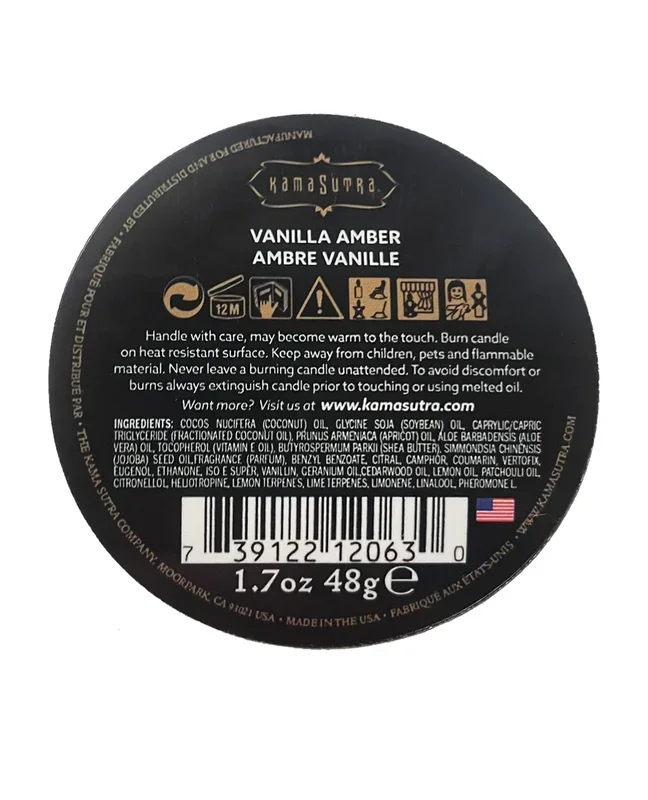 KamaSutra
VANILLA AMBER
AMBRE VANILLE
12 M
Handle with care, may become warm to the touch. Burn candle
on heat resistant surface. Keep away from children, pets and flammable
material. Never leave a burning candle unattended. To avoid discomfort or
burns always extinguish candle prior to touching or using melted oil.
Want more? Visit us at www.kamasutra.com
INGREDIENTS: COCOS NUCIFERA (COCONUT) OIL, GLYCINE SOJA (SOYBEAN) OIL, CAPRYLIC/CAPRIC
TRIGLYCERIDE (FRACTIONATED COCONUT OIL), PRUNUS ARMENIACA (APRICOT) OIL, ALOE BARBADENSIS (ALOE
VERA) OIL, TOCOPHEROL (VITAMIN E OIL), BUTYROSPERMUM PARKII (SHEA BUTTER), SIMMONDSIA CHINENSIS
(JOJOBA) SEED OIL,FRAGRANCE (PARFUM), BENZYL BENZOATE, CITRAL, CAMPHOR, COUMARIN, VERTOFIX,
EUGENOL, ETHANONE, ISO E SUPER, VANILLIN, GERANIUM OIL,CEDARWOOD OIL, LEMON OIL, PATCHOULI OIL,
CITRONELLOL, HELIOTROPINE, LEMON TERPENES, LIME TERPENES, LIMONENE, LINALOOL, PHEROMONE L.
7 39122 12063 0
1.7oz 48g℮
MANUFACTURED FOR AND DISTRIBUTED BY • FABRIQUÉ POUR ET DISTRIBUÉ PAR • THE KAMA SUTRA COMPANY, MOORPARK, CA 91021 USA • MADE IN THE USA • FABRIQUE AUX ÉTATS-UNIS • WWW.KAMASUTRA.COM